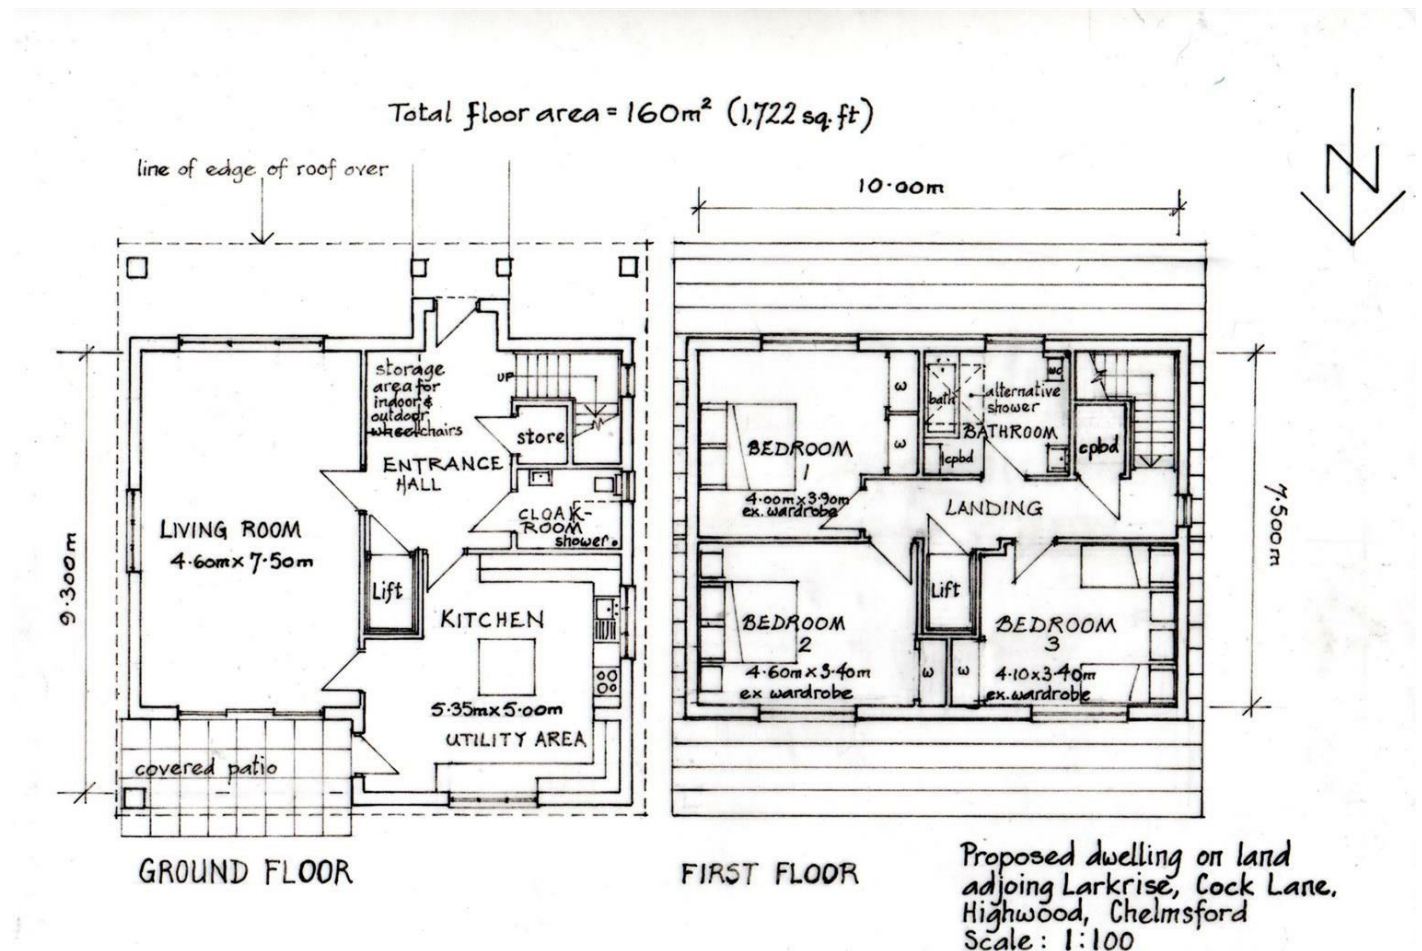 Total floor area = 160m² (1,722 sq.ft)
line of edge of roof over
storage
area for
indoor &
outdoor
wheelchairs
UP
store
ENTRANCE
HALL
CLOAK-
ROOM
shower
LIVING ROOM
4·60m x 7·50m
Lift
KITCHEN
5·35m x 5·00m
UTILITY AREA
covered patio
9·300m
GROUND FLOOR
10·00m
N
w
w
bath
wc
alternative
shower
BATHROOM
cpbd
cpbd
BEDROOM
1
4·00m x 3·90m
ex. wardrobe
LANDING
BEDROOM
2
4·60m x 3·40m
ex wardrobe
Lift
w
w
BEDROOM
3
4·10 x 3·40m
ex. wardrobe
7·500m
FIRST FLOOR
Proposed dwelling on land
adjoing Larkrise, Cock Lane,
Highwood, Chelmsford
Scale : 1:100